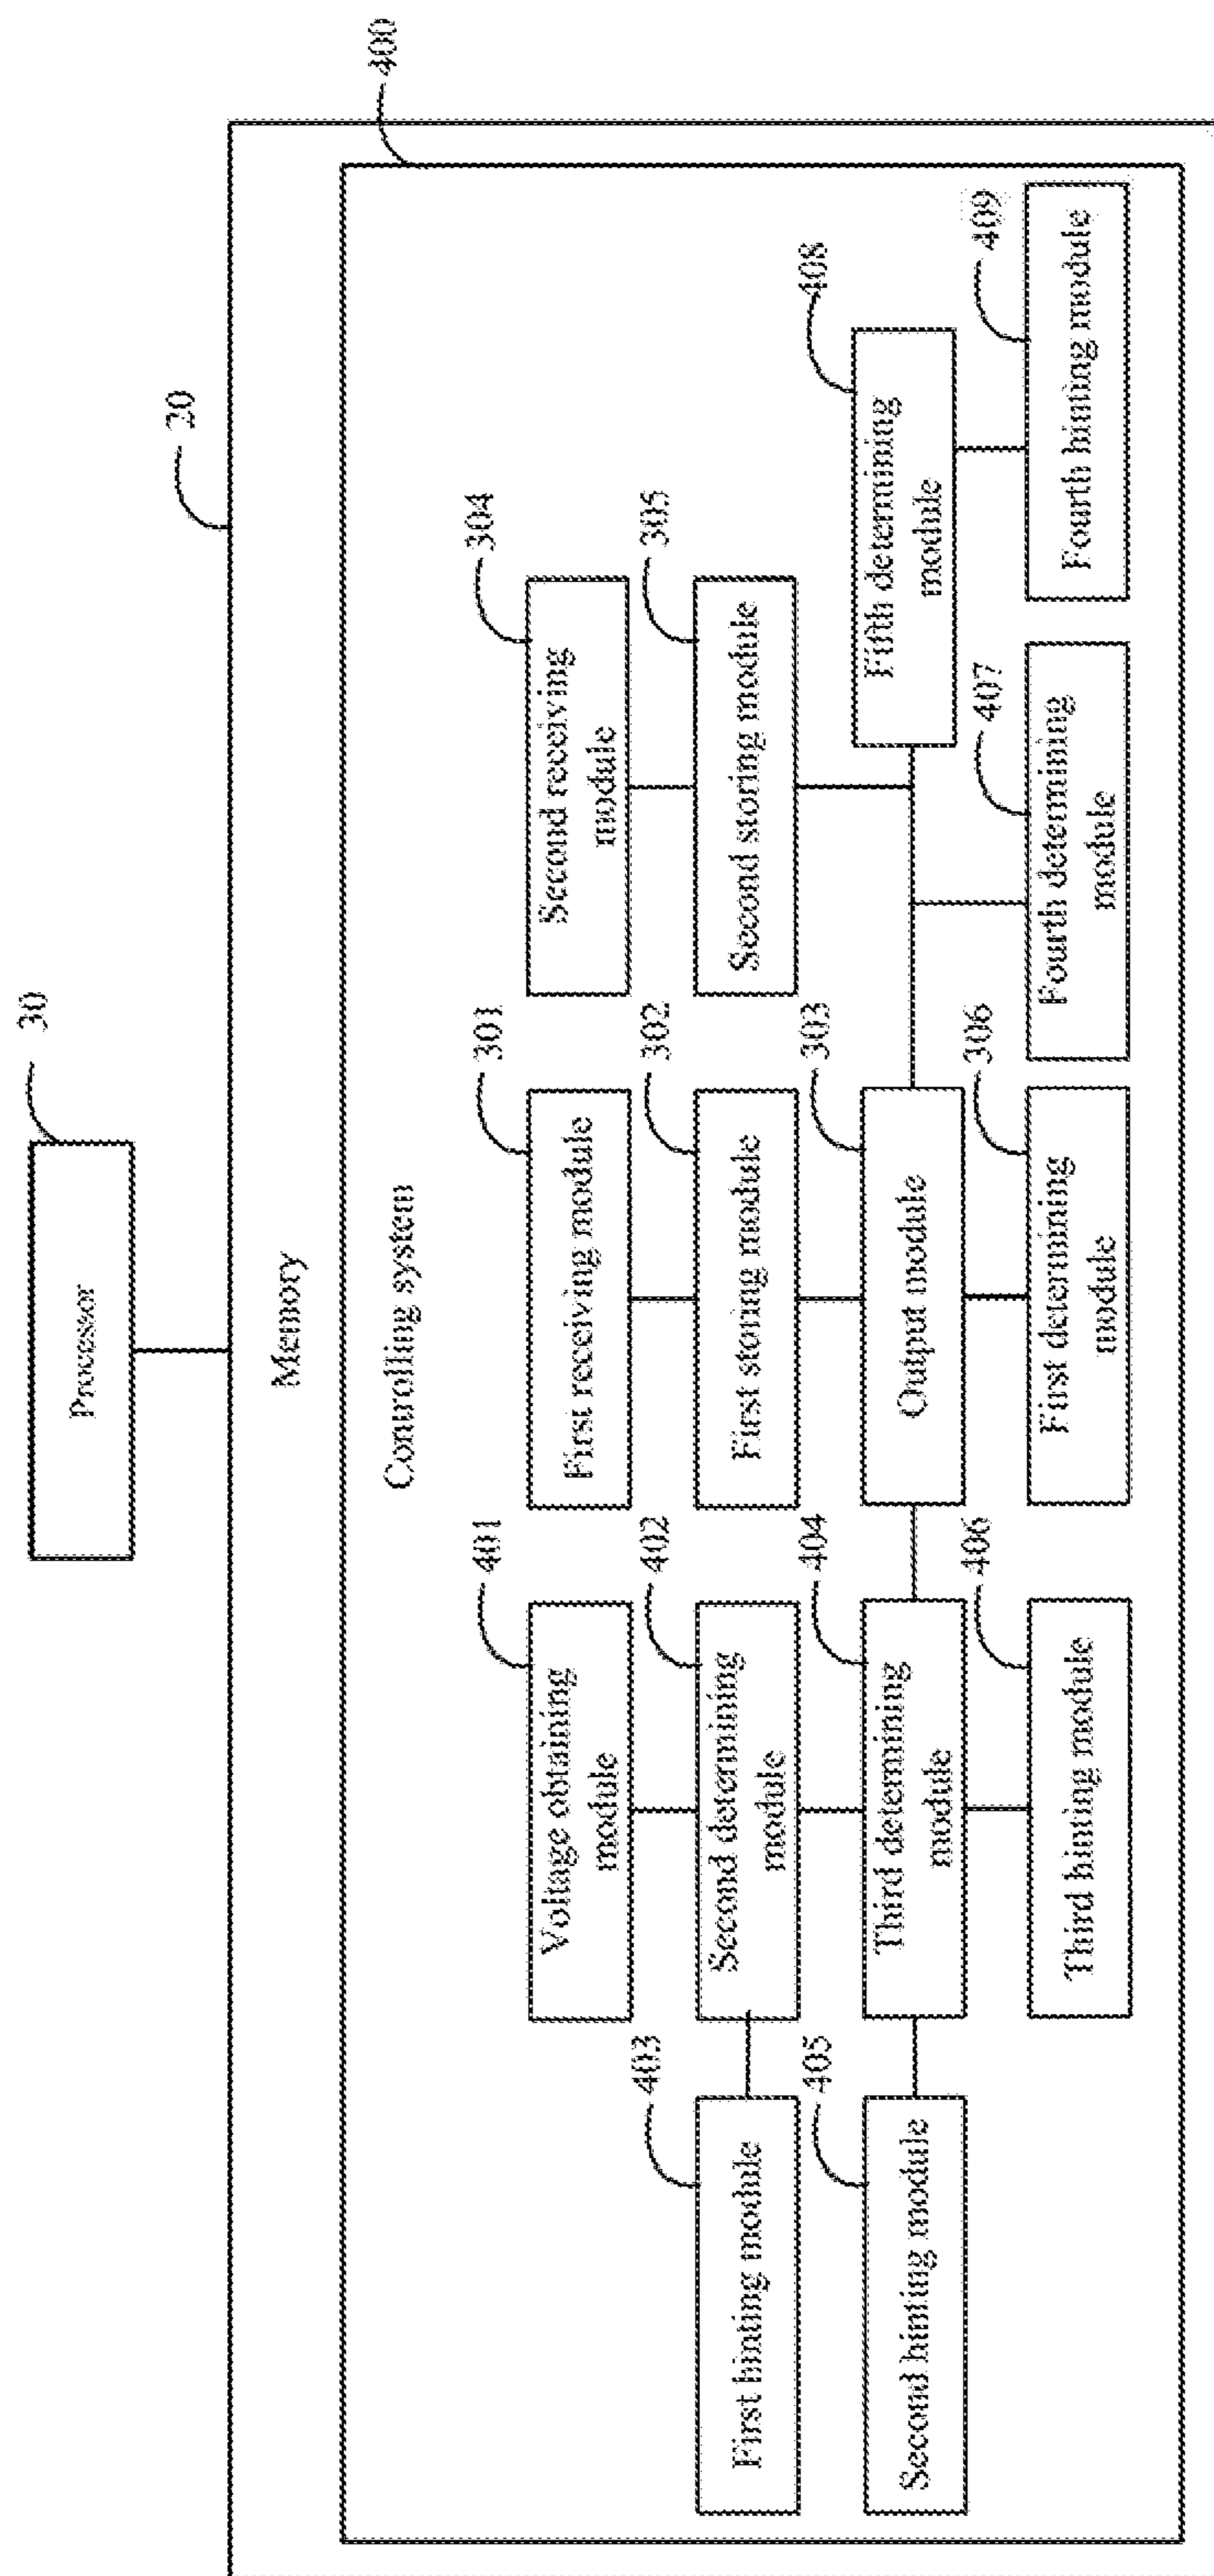 30
Processor
20
Memory
400
Controlling system
401
Voltage obtaining
module
301
First receiving module
304
Second receiving
module
403
First hinting module
402
Second determining
module
302
First storing module
305
Second storing module
405
Second hinting module
404
Third determining
module
303
Output module
408
Fifth determining
module
406
Third hinting module
306
First determining
module
407
Fourth determining
module
409
Fourth hinting module